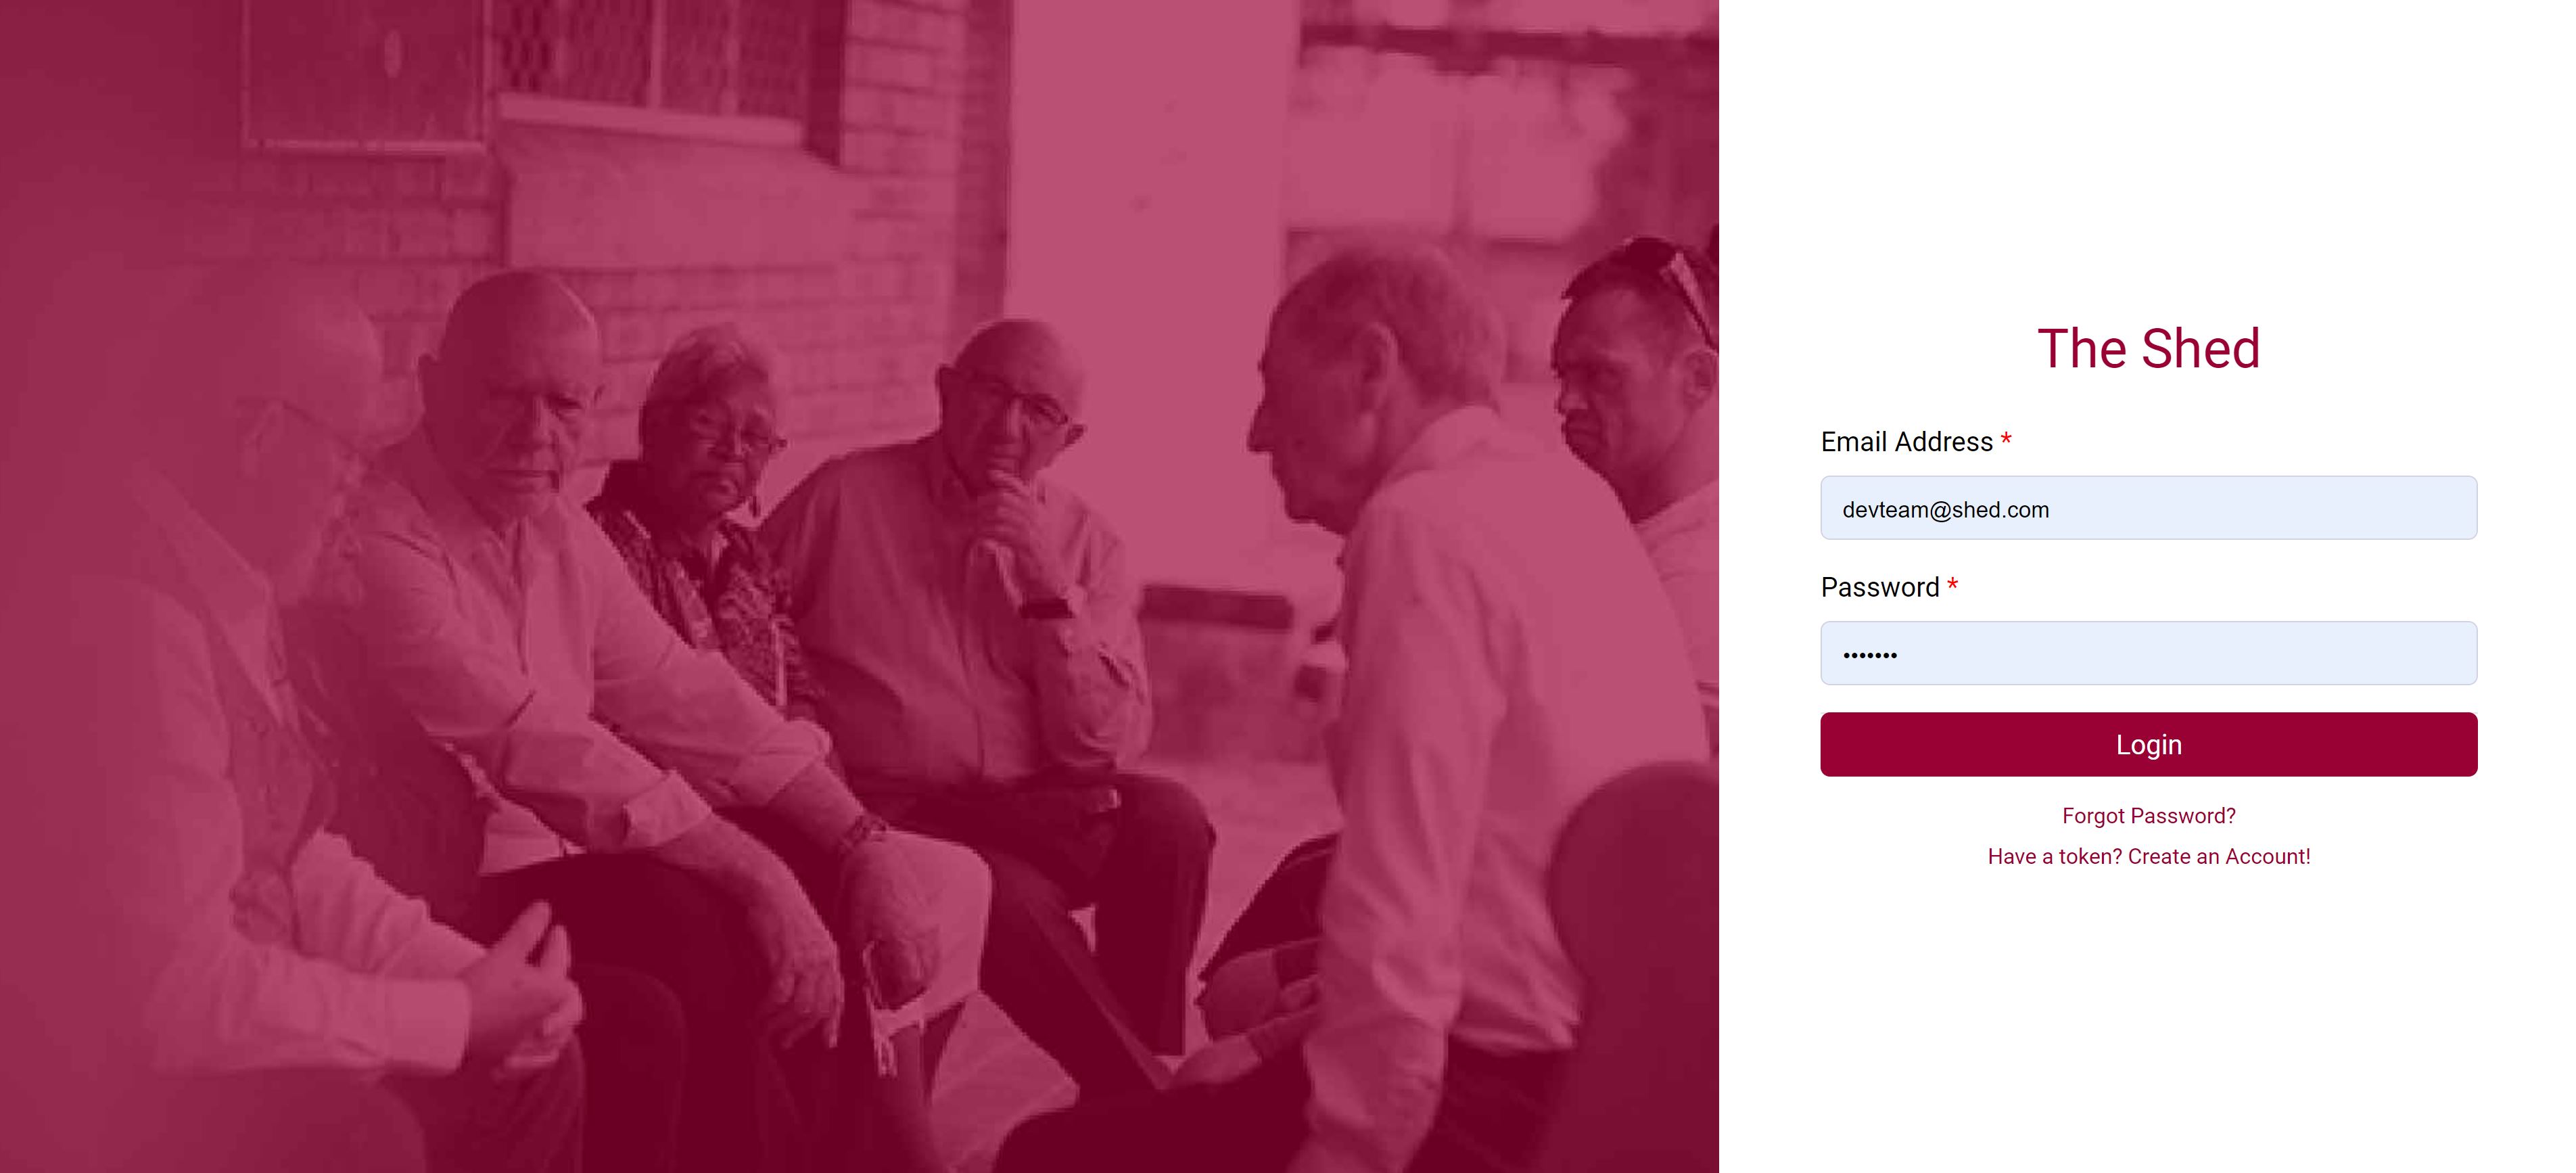 The Shed
Email Address *
devteam@shed.com
Password *
•••••••
Login
Forgot Password?
Have a token? Create an Account!